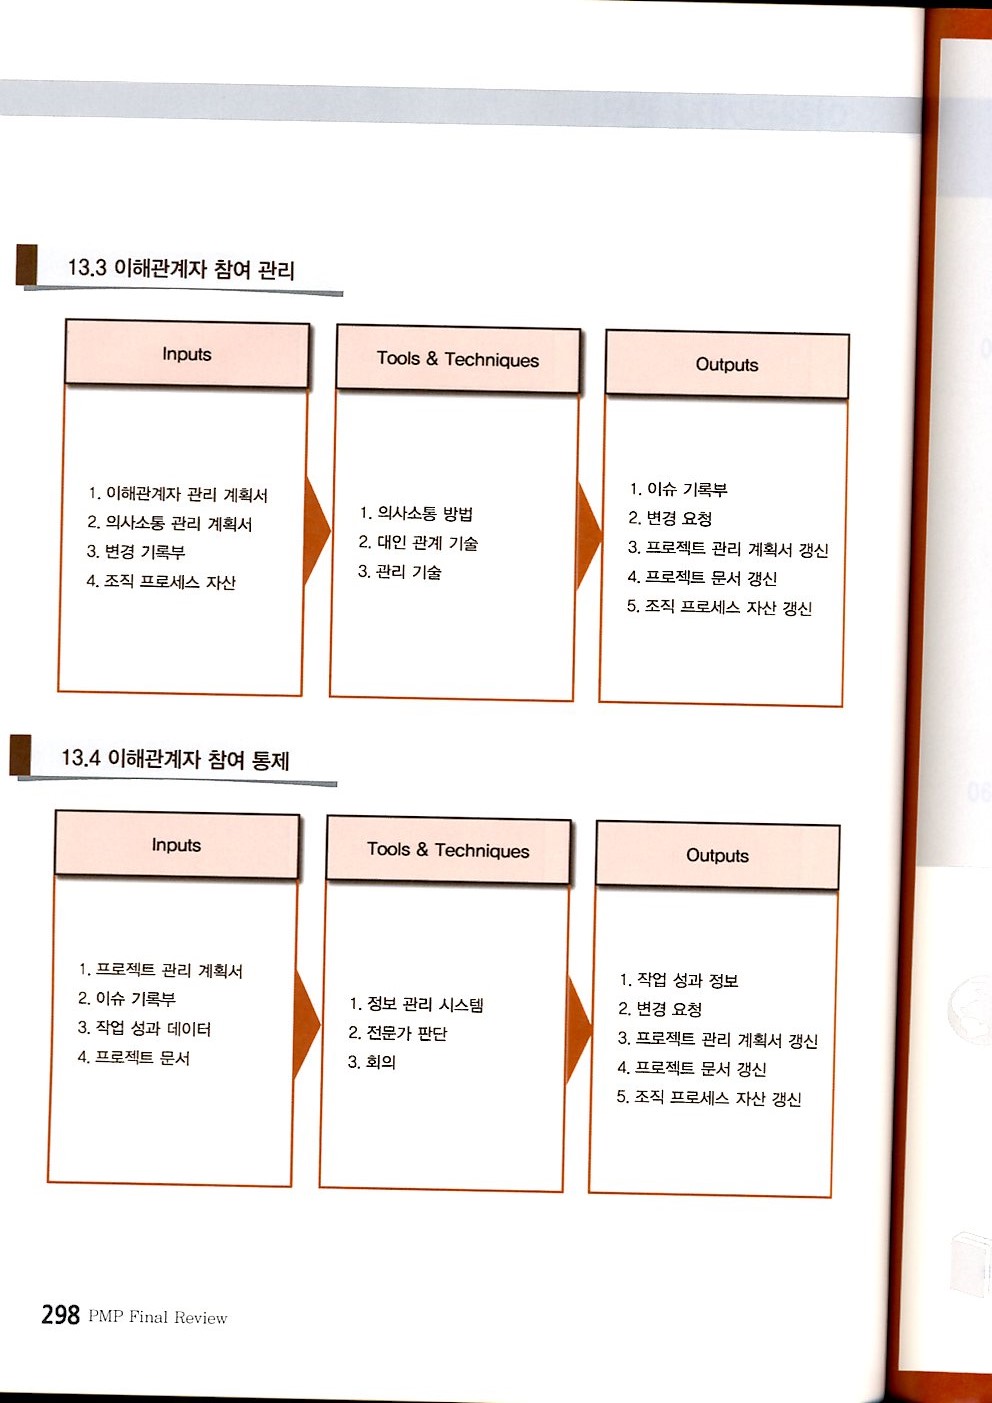 13.3 이해관계자 참여 관리
Inputs
1. 이해관계자 관리 계획서
2. 의사소통 관리 계획서
3. 변경 기록부
4. 조직 프로세스 자산
Tools & Techniques
1. 의사소통 방법
2. 대인 관계 기술
3. 관리 기술
Outputs
1. 이슈 기록부
2. 변경 요청
3. 프로젝트 관리 계획서 갱신
4. 프로젝트 문서 갱신
5. 조직 프로세스 자산 갱신
13.4 이해관계자 참여 통제
Inputs
1. 프로젝트 관리 계획서
2. 이슈 기록부
3. 작업 성과 데이터
4. 프로젝트 문서
Tools & Techniques
1. 정보 관리 시스템
2. 전문가 판단
3. 회의
Outputs
1. 작업 성과 정보
2. 변경 요청
3. 프로젝트 관리 계획서 갱신
4. 프로젝트 문서 갱신
5. 조직 프로세스 자산 갱신
298 PMP Final Review